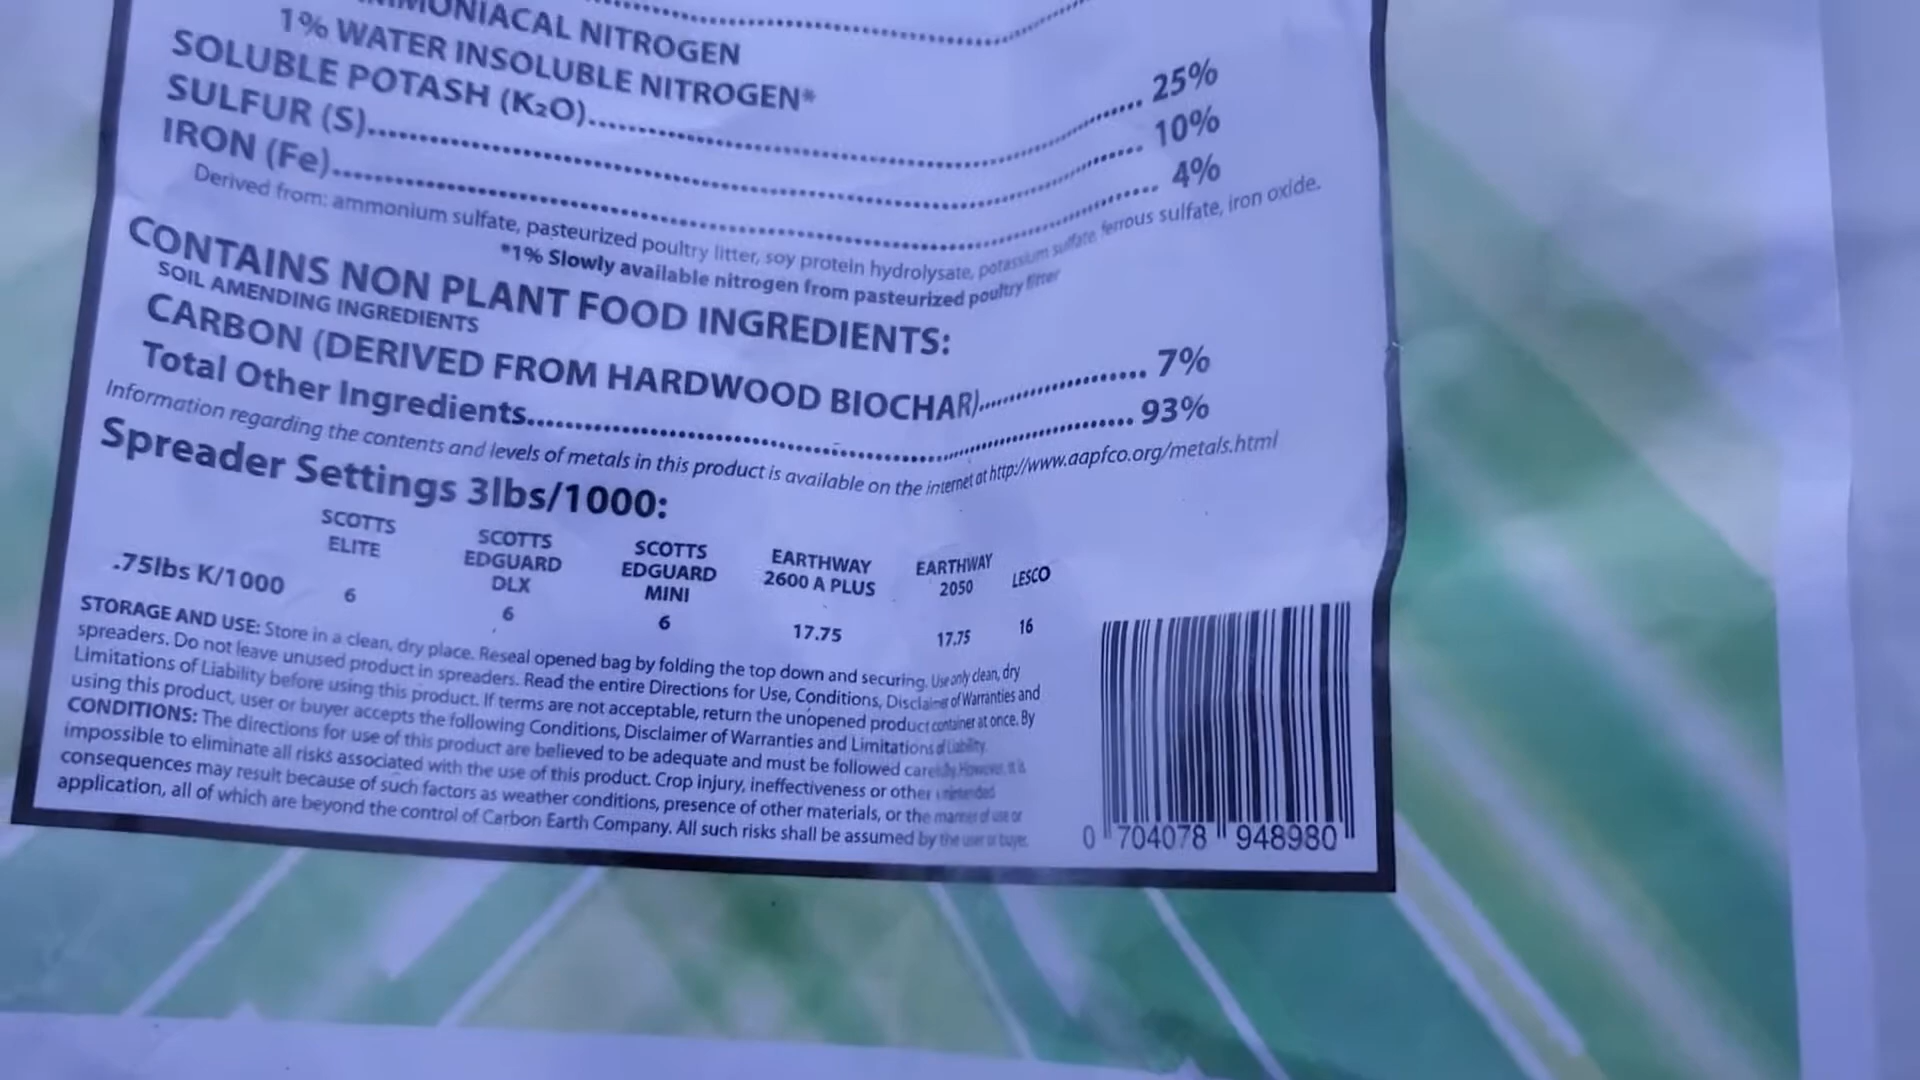 AMMONIACAL NITROGEN
1% WATER INSOLUBLE NITROGEN*
SOLUBLE POTASH (K₂O)........ 25%
SULFUR (S)........ 10%
IRON (Fe)........ 4%
Derived from: ammonium sulfate, pasteurized poultry litter, soy protein hydrolysate, potassium sulfate, ferrous sulfate, iron oxide.
*1% Slowly available nitrogen from pasteurized poultry litter
CONTAINS NON PLANT FOOD INGREDIENTS:
SOIL AMENDING INGREDIENTS
CARBON (DERIVED FROM HARDWOOD BIOCHAR)........ 7%
Total Other Ingredients........ 93%
Information regarding the contents and levels of metals in this product is available on the internet at http://www.aapfco.org/metals.html
Spreader Settings 3lbs/1000:
SCOTTS ELITE SCOTTS EDGUARD DLX SCOTTS EDGUARD MINI EARTHWAY 2600 A PLUS EARTHWAY 2050 LESCO
.75lbs K/1000 6 6 6 17.75 17.75 16
STORAGE AND USE: Store in a clean, dry place. Reseal opened bag by folding the top down and securing. Use only clean, dry
spreaders. Do not leave unused product in spreaders. Read the entire Directions for Use, Conditions, Disclaimer of Warranties and
Limitations of Liability before using this product. If terms are not acceptable, return the unopened product container at once. By
using this product, user or buyer accepts the following Conditions, Disclaimer of Warranties and Limitations of Liability.
CONDITIONS: The directions for use of this product are believed to be adequate and must be followed carefully. However, it is
impossible to eliminate all risks associated with the use of this product. Crop injury, ineffectiveness or other unintended
consequences may result because of such factors as weather conditions, presence of other materials, or the manner of use or
application, all of which are beyond the control of Carbon Earth Company. All such risks shall be assumed by the user or buyer.
0 704078 948980